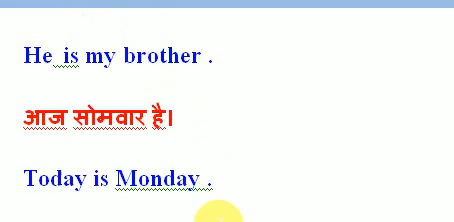 He is my brother .
आज सोमवार है।
Today is Monday .